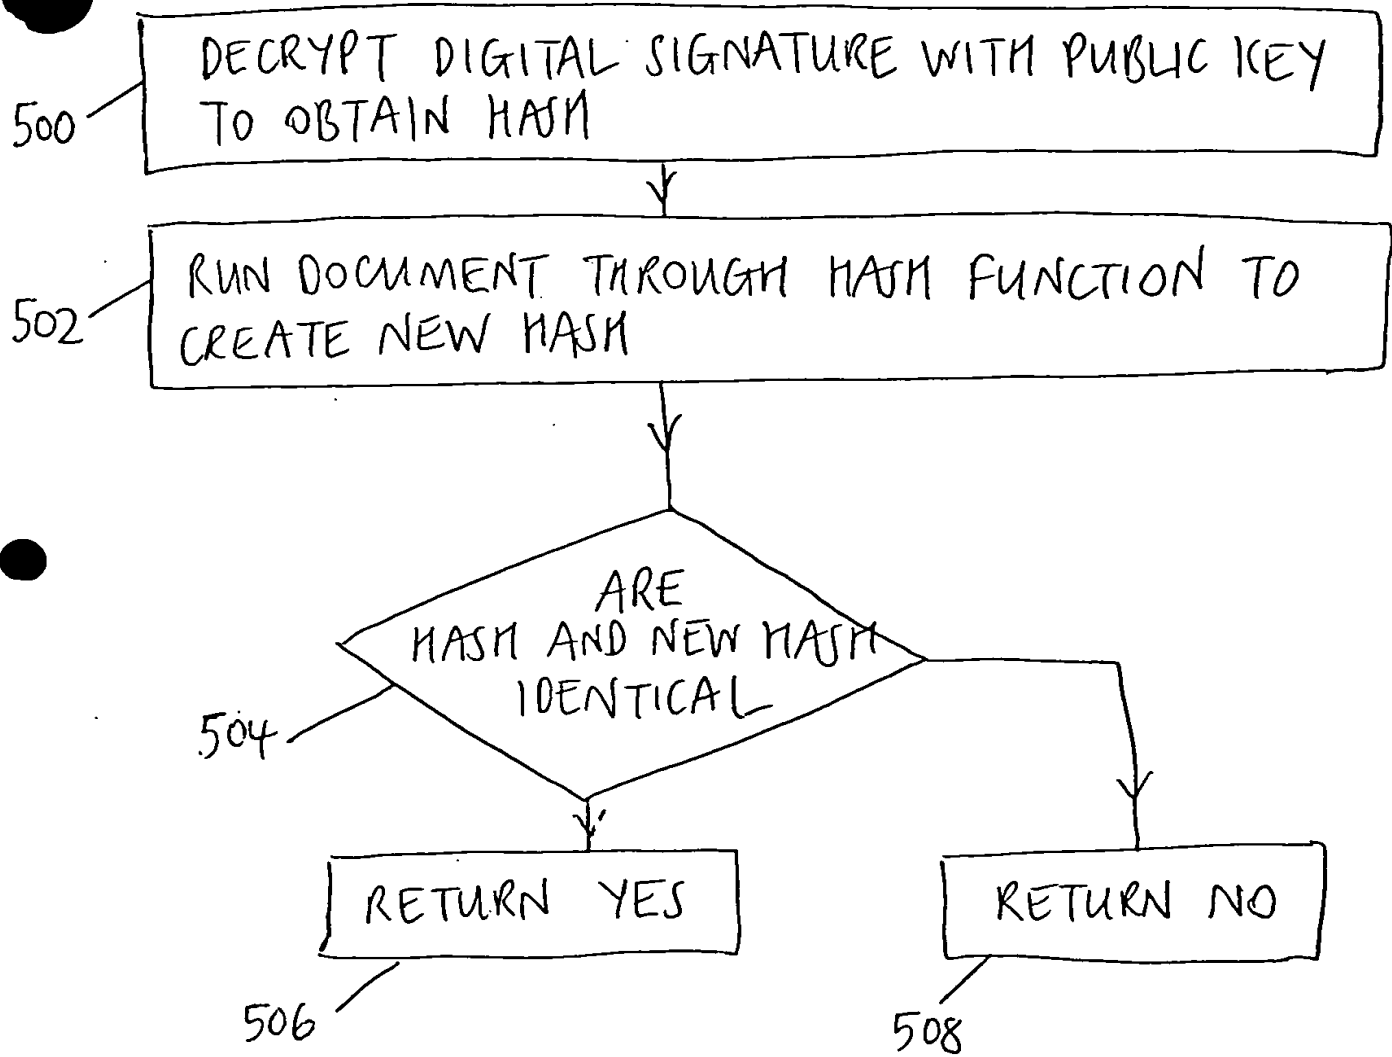 DECRYPT DIGITAL SIGNATURE WITH PUBLIC KEY
TO OBTAIN HASH
500
RUN DOCUMENT THROUGH HASH FUNCTION TO
CREATE NEW HASH
502
ARE
HASH AND NEW HASH
IDENTICAL
504
RETURN YES
RETURN NO
506
508